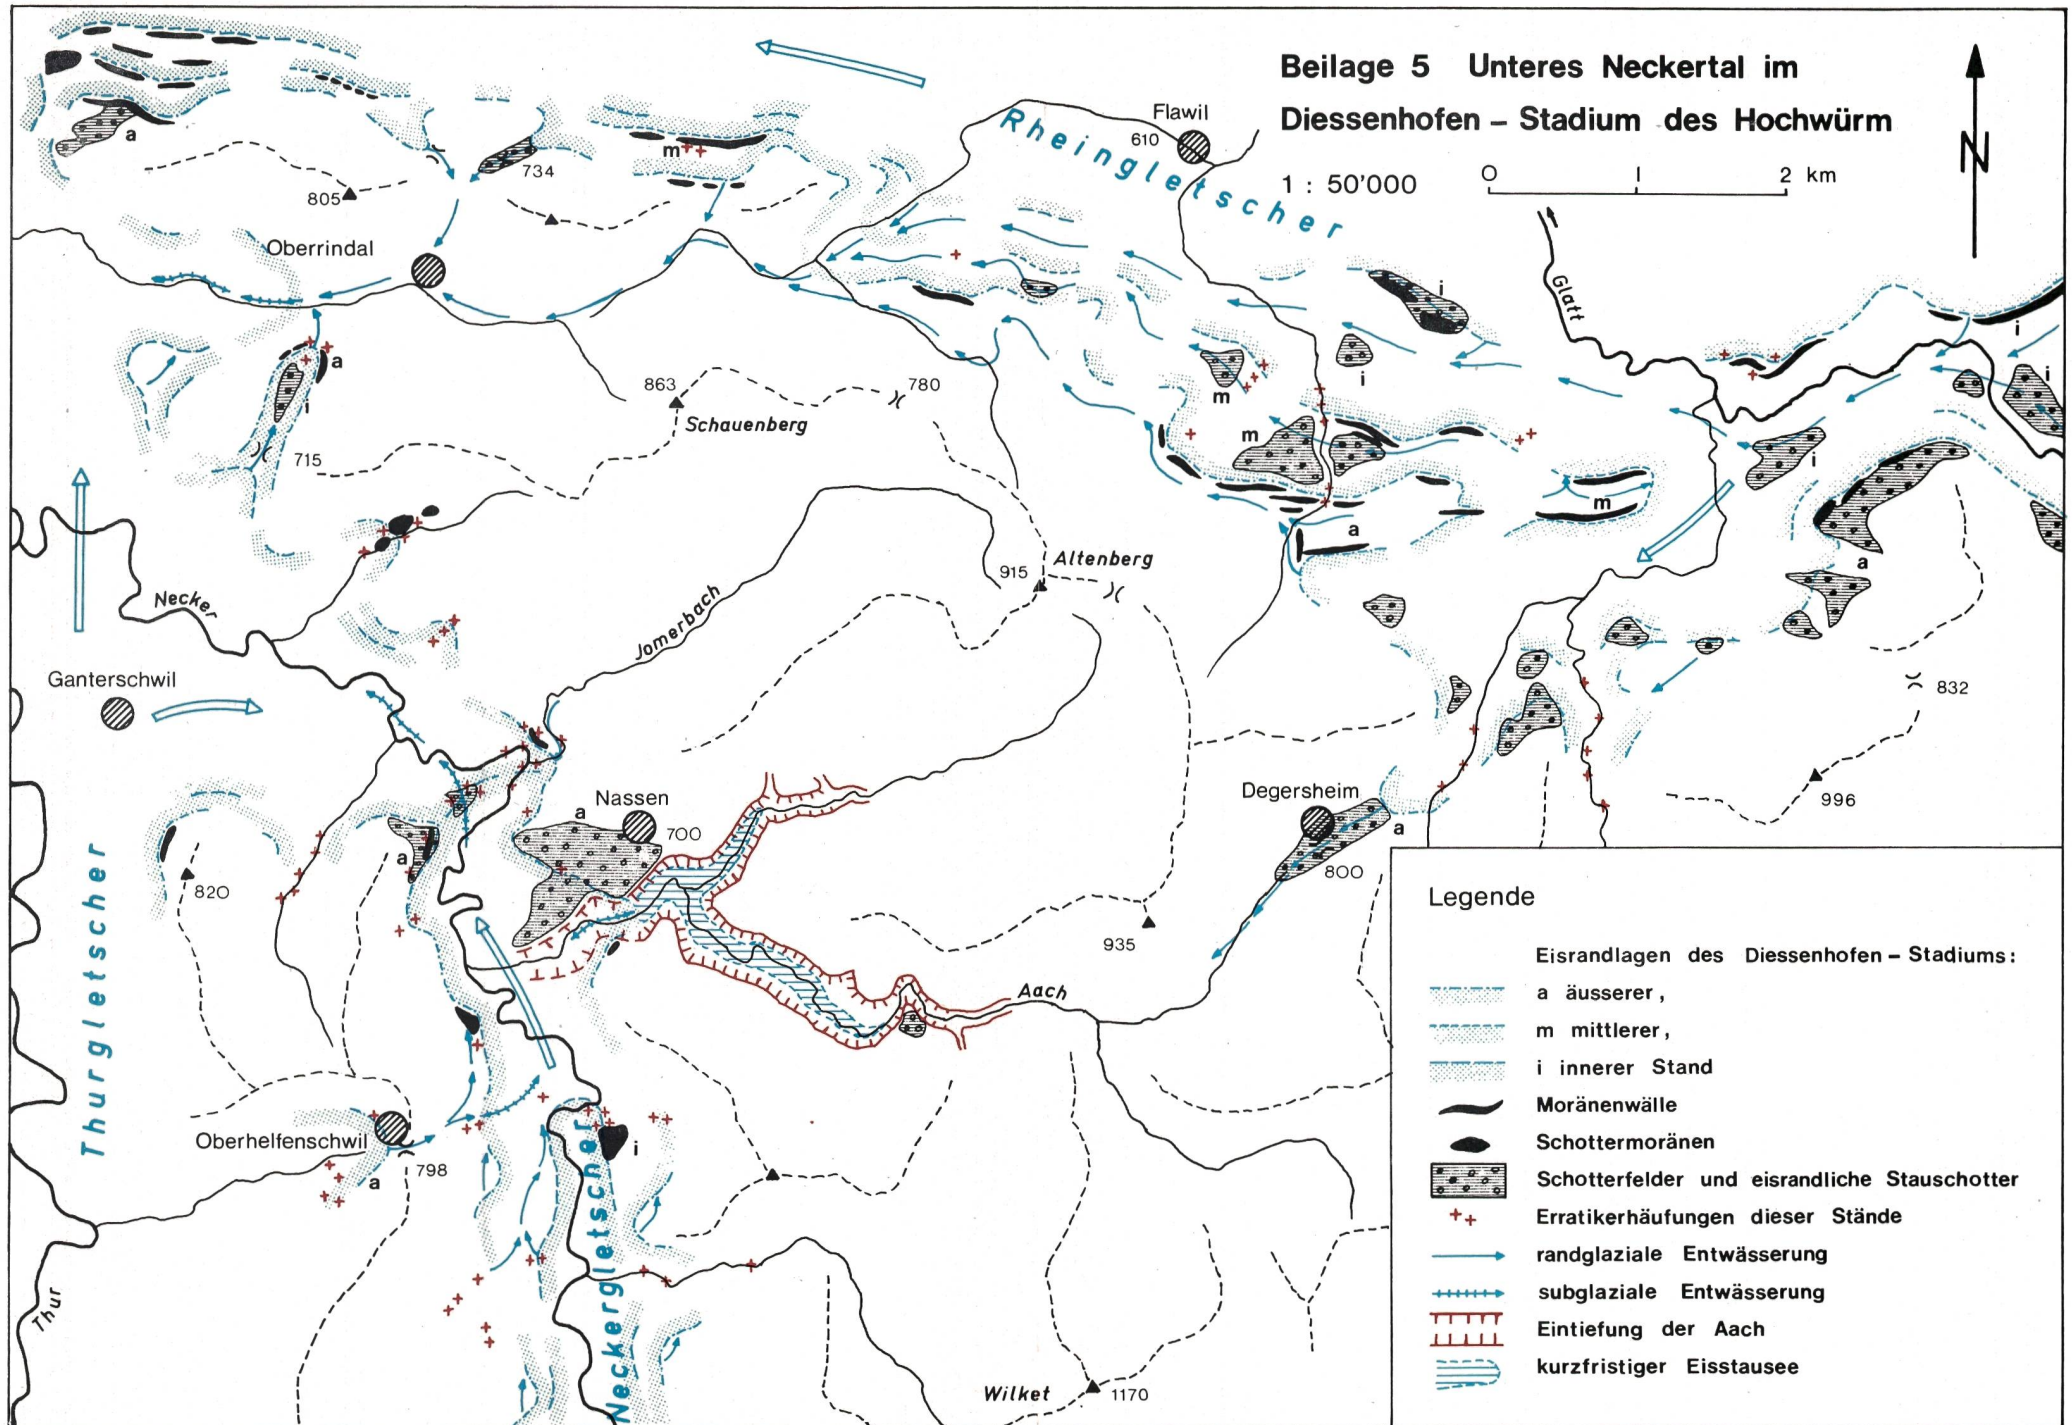 Beilage 5 Unteres Neckertal im
Diessenhofen – Stadium des Hochwürm
1 : 50'000
0 1 2 km
N
Flawil
610
Rheingletscher
a
m
734
805
Oberrindal
Glatt
i
i
i
i
a
i
863
780
m
Schauenberg
m
715
i
m
a
a
Altenberg
915
Necker
Jomerbach
Ganterschwil
832
Nassen
a
700
Degersheim
a
800
996
a
820
Thurgletscher
935
Aach
Oberhelfenschwil
798
a
i
Neckergletscher
Thur
Wilket
1170
Legende
Eisrandlagen des Diessenhofen – Stadiums:
a äusserer,
m mittlerer,
i innerer Stand
Moränenwälle
Schottermoränen
Schotterfelder und eisrandliche Stauschotter
Erratikerhäufungen dieser Stände
randglaziale Entwässerung
subglaziale Entwässerung
Eintiefung der Aach
kurzfristiger Eisstausee